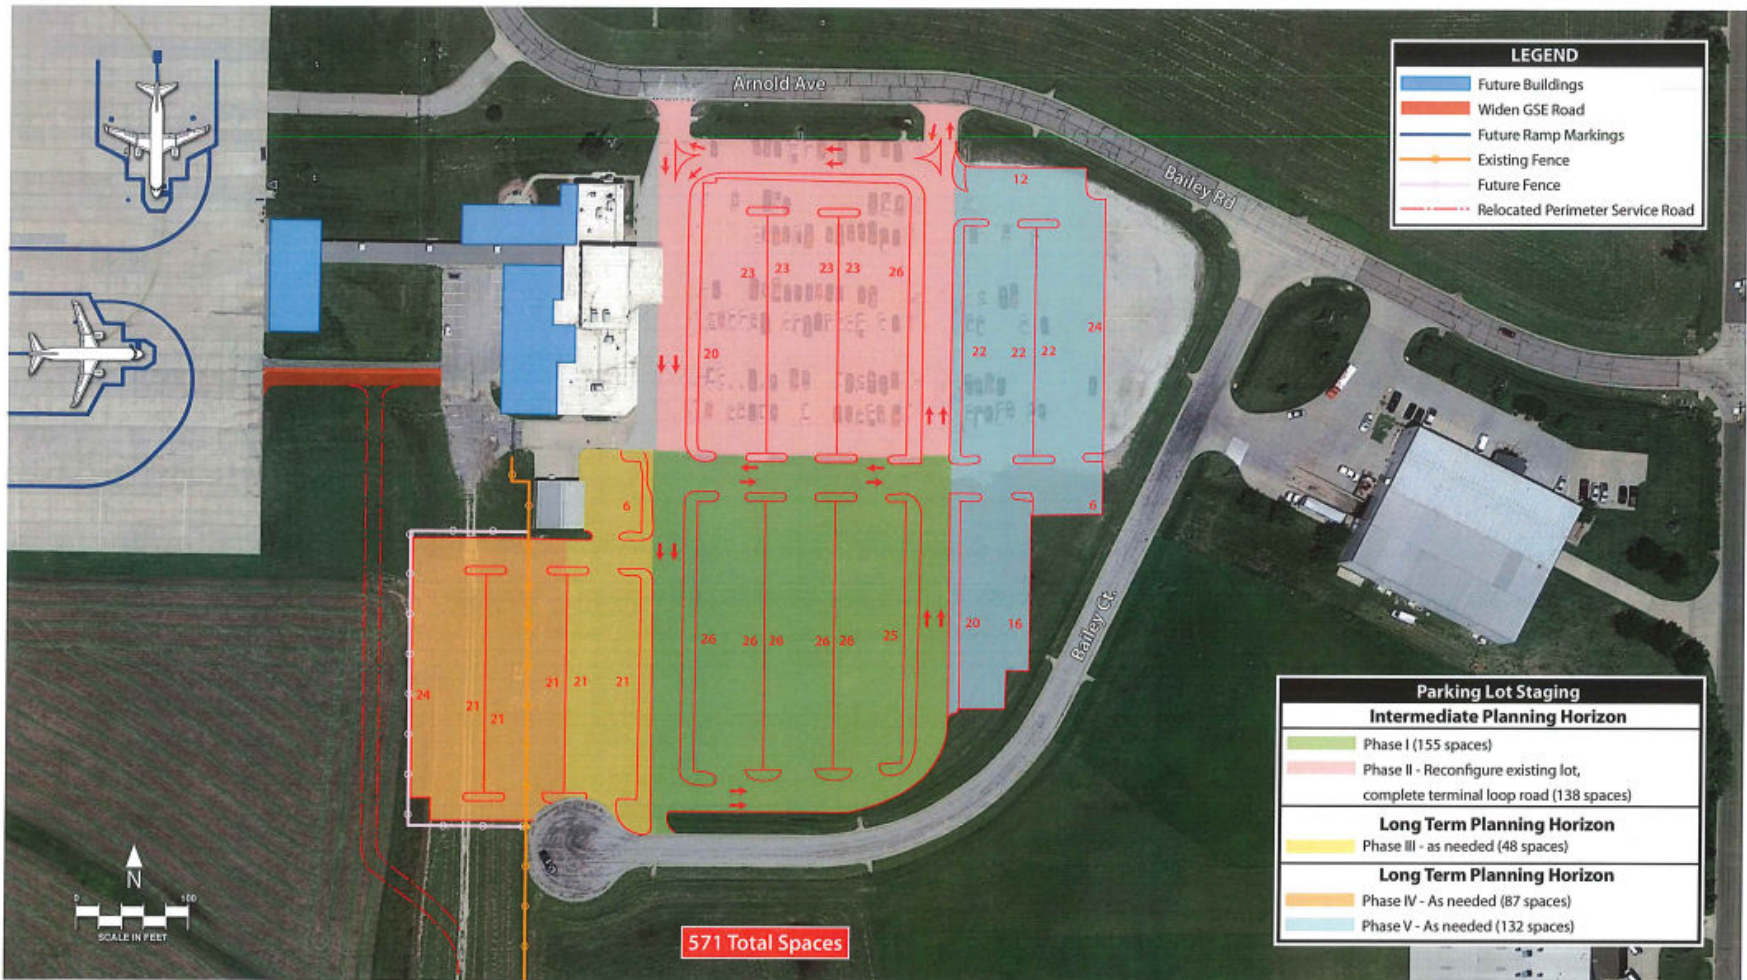 Arnold Ave
Bailey Rd
Bailey Ct.
LEGEND
Future Buildings
Widen GSE Road
Future Ramp Markings
Existing Fence
Future Fence
Relocated Perimeter Service Road
12
23 23 23 23 26
20
22 22 22
24
6
6
26 26 26 26 28 25
20 16
24 21 21 21 21 21
N
0 100
SCALE IN FEET
571 Total Spaces
Parking Lot Staging
Intermediate Planning Horizon
Phase I (155 spaces)
Phase II - Reconfigure existing lot,
complete terminal loop road (138 spaces)
Long Term Planning Horizon
Phase III - as needed (48 spaces)
Long Term Planning Horizon
Phase IV - As needed (87 spaces)
Phase V - As needed (132 spaces)